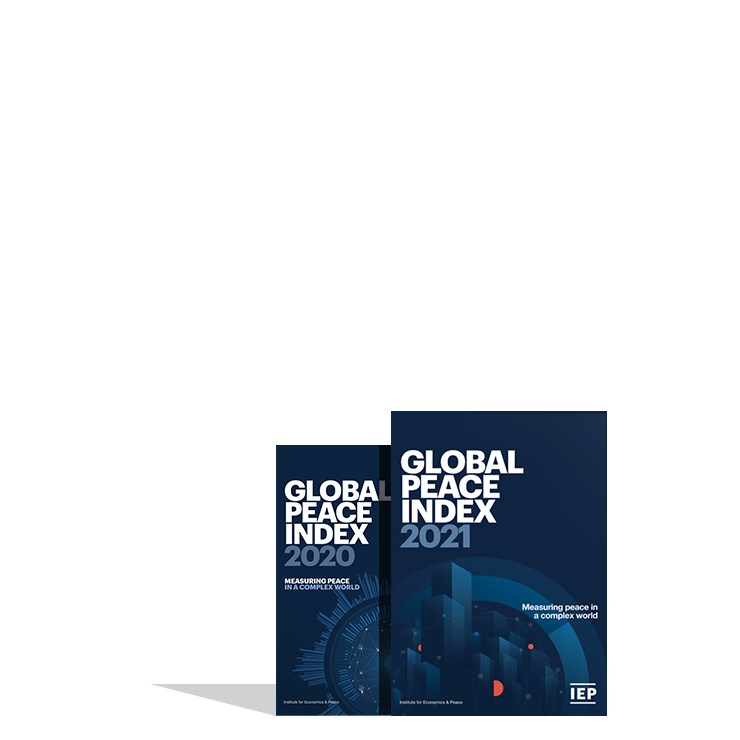 GLOBAL
PEACE
INDEX
2020
MEASURING PEACE
IN A COMPLEX WORLD
Institute for Economics & Peace
GLOBAL
PEACE
INDEX
2021
Measuring peace in
a complex world
Institute for Economics & Peace
IEP